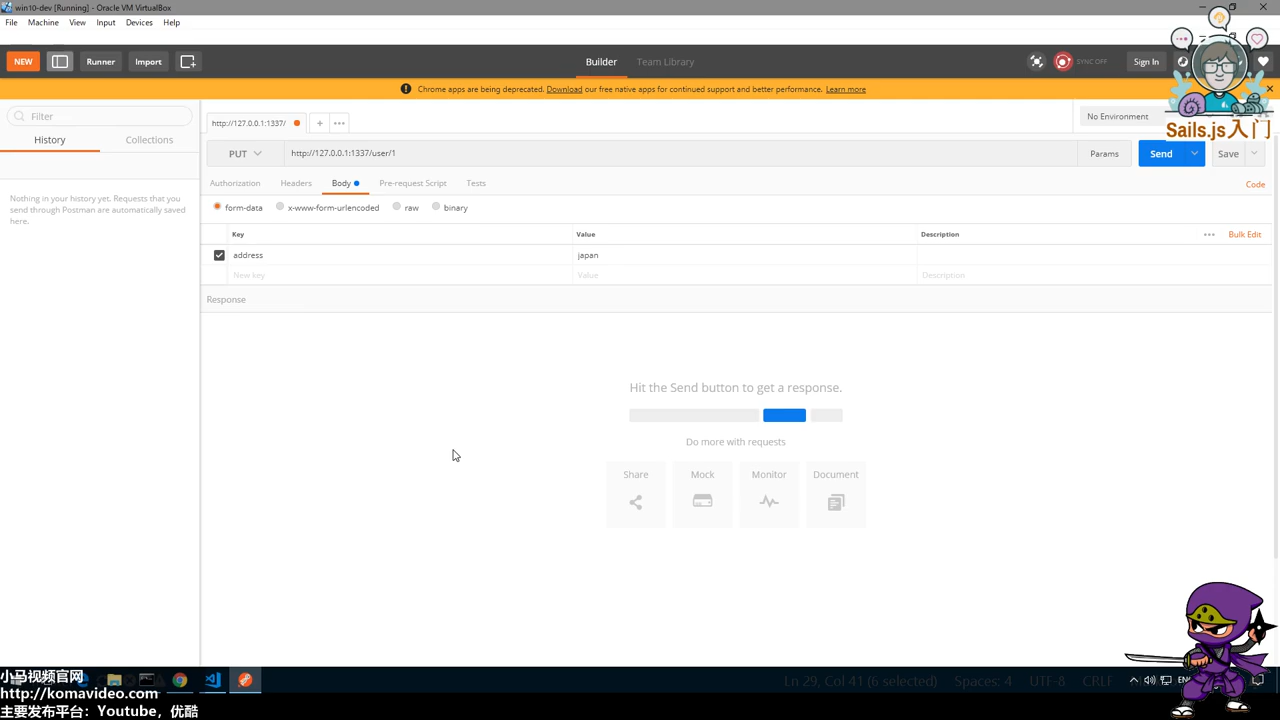 win10-dev [Running] - Oracle VM VirtualBox
File Machine View Input Devices Help
NEW Runner Import Builder Team Library SYNC OFF Sign In
Chrome apps are being deprecated. Download our free native apps for continued support and better performance. Learn more
Filter
History Collections
Nothing in your history yet. Requests that you send through Postman are automatically saved here.
http://127.0.0.1:1337/ + ••• No Environment
Sails.js入门
PUT http://127.0.0.1:1337/user/1 Params Send Save
Authorization Headers Body Pre-request Script Tests Code
form-data x-www-form-urlencoded raw binary
Key Value Description ••• Bulk Edit
address japan
New key Value Description
Response
Hit the Send button to get a response.
Do more with requests
Share Mock Monitor Document
小马视频官网
http://komavideo.com
主要发布平台：Youtube，优酷
Ln 29, Col 41 (6 selected) Spaces: 4 UTF-8 CRLF